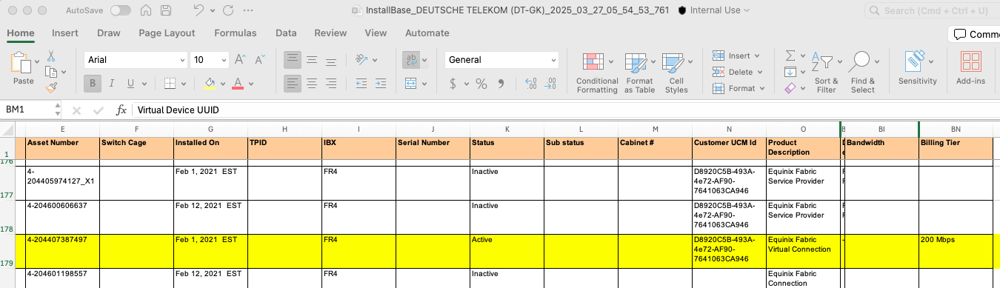 AutoSave
InstallBase_DEUTSCHE TELEKOM (DT-GK)_2025_03_27_05_54_53_761
Internal Use
Search (Cmd + Ctrl + U)
Home Insert Draw Page Layout Formulas Data Review View Automate
Comme
Paste
Arial 10
B I U
ab
General
$ % 
Conditional Formatting
Format as Table
Cell Styles
Insert
Delete
Format
Sort & Filter
Find & Select
Sensitivity
Add-ins
BM1 fx Virtual Device UUID
E F G H I J K L M N O BI BN
1 Asset Number Switch Cage Installed On TPID IBX Serial Number Status Sub status Cabinet # Customer UCM Id Product Description Bandwidth Billing Tier
176
177 4-204405974127_X1 Feb 1, 2021 EST FR4 Inactive D8920C5B-493A-4e72-AF90-7641063CA946 Equinix Fabric Service Provider
178 4-204600606637 Feb 12, 2021 EST FR4 Inactive D8920C5B-493A-4e72-AF90-7641063CA946 Equinix Fabric Service Provider
179 4-204407387497 Feb 1, 2021 EST FR4 Active D8920C5B-493A-4e72-AF90-7641063CA946 Equinix Fabric Virtual Connection - 200 Mbps
4-204601198557 Feb 12, 2021 EST FR4 Inactive Equinix Fabric Connection